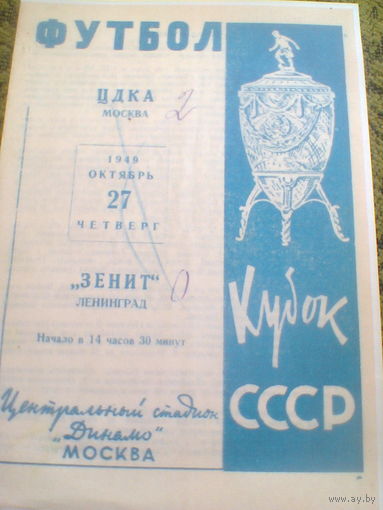 ФУТБОЛ
ЦДКА 2
МОСКВА
1949
ОКТЯБРЬ
27
ЧЕТВЕРГ
„ЗЕНИТ“ 0
ЛЕНИНГРАД
Начало в 14 часов 30 минут
Центральный стадион
„Динамо“
МОСКВА
Кубок
СССР
ay.by